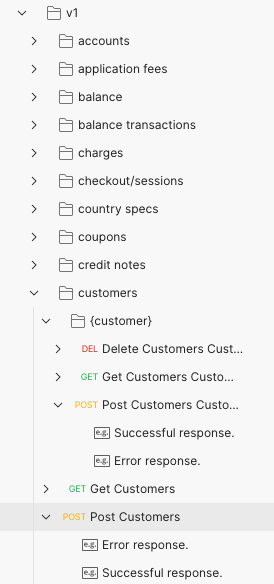 v1
accounts
application fees
balance
balance transactions
charges
checkout/sessions
country specs
coupons
credit notes
customers
{customer}
DEL Delete Customers Cust...
GET Get Customers Custo...
POST Post Customers Custo...
e.g. Successful response.
e.g. Error response.
GET Get Customers
POST Post Customers
e.g. Error response.
e.g. Successful response.